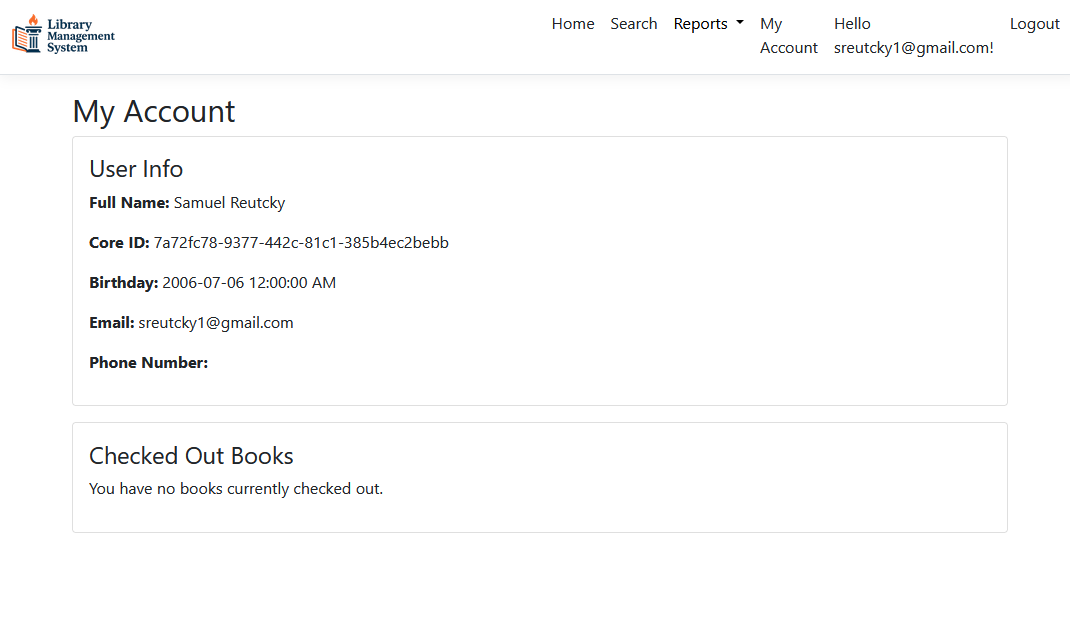 Library
Management
System
Home Search Reports My Account Hello sreutcky1@gmail.com! Logout
My Account
User Info
Full Name: Samuel Reutcky
Core ID: 7a72fc78-9377-442c-81c1-385b4ec2bebb
Birthday: 2006-07-06 12:00:00 AM
Email: sreutcky1@gmail.com
Phone Number:
Checked Out Books
You have no books currently checked out.